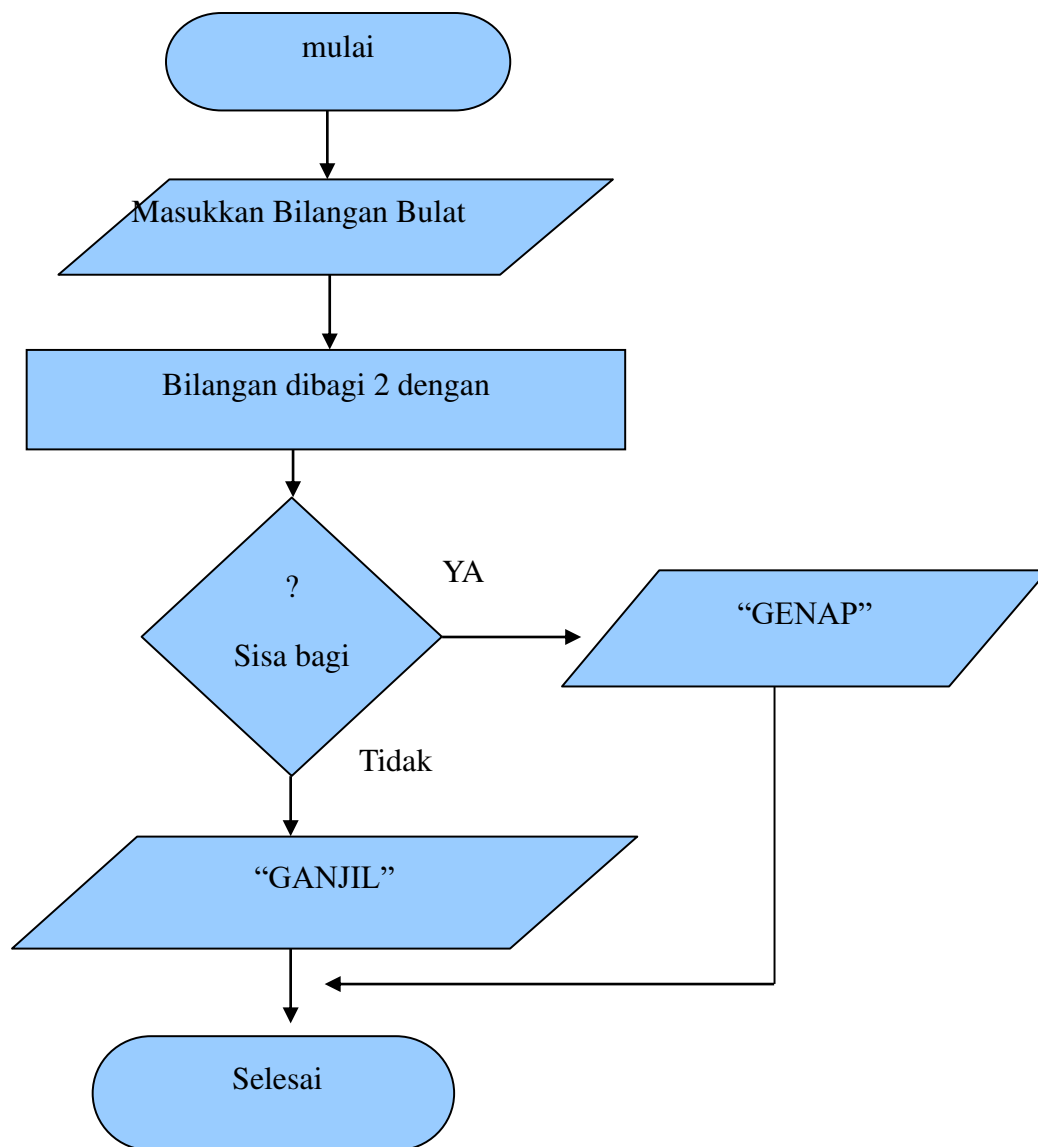 mulai
Masukkan Bilangan Bulat
Bilangan dibagi 2 dengan
?
Sisa bagi
YA
“GENAP”
Tidak
“GANJIL”
Selesai